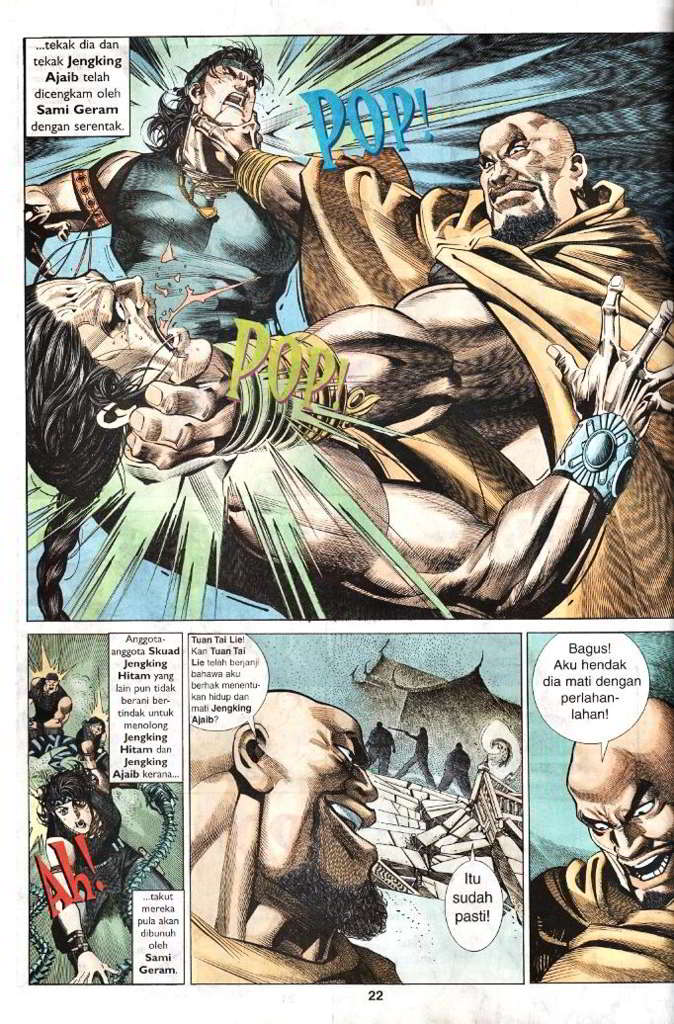 ...tekak dia dan
tekak Jengking
Ajaib telah
dicengkam oleh
Sami Geram
dengan serentak.
POP!
POP!
Anggota-
anggota Skuad
Jengking
Hitam yang
lain pun tidak
berani ber-
tindak untuk
menolong
Jengking
Hitam dan
Jengking
Ajaib kerana...
Ah!
...takut
mereka
pula akan
dibunuh
oleh
Sami
Geram.
Tuan Tai Lie!
Kan Tuan Tai
Lie telah berjanji
bahawa aku
berhak menentu-
kan hidup dan
mati Jengking
Ajaib?
Itu
sudah
pasti!
Bagus!
Aku hendak
dia mati dengan
perlahan-
lahan!
22